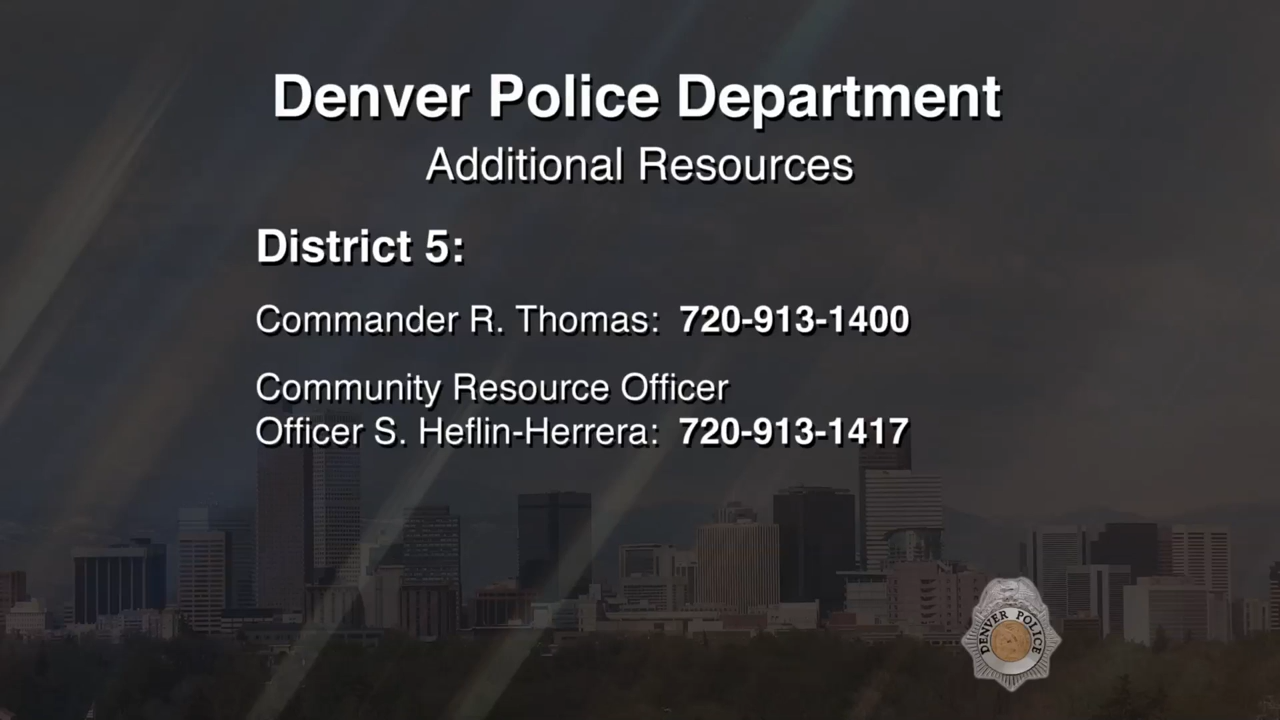 Denver Police Department
Additional Resources
District 5:
Commander R. Thomas: 720-913-1400
Community Resource Officer
Officer S. Heflin-Herrera: 720-913-1417
DENVER POLICE